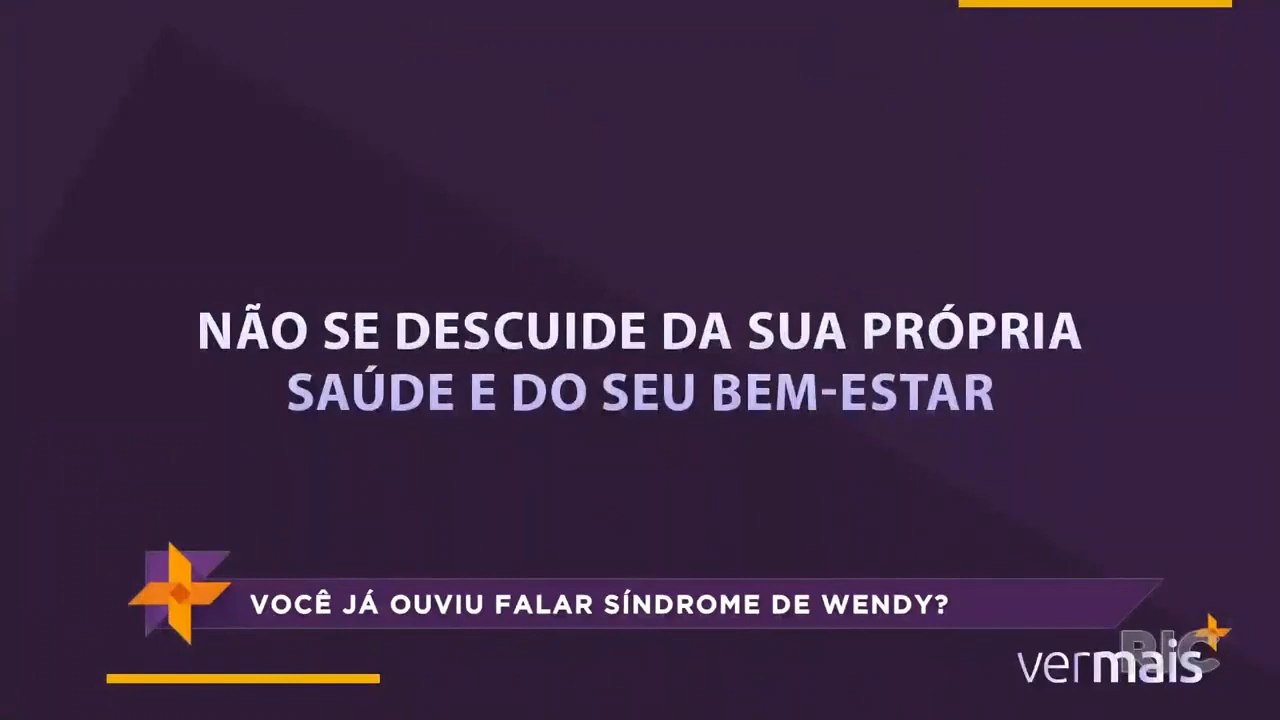 NÃO SE DESCUIDE DA SUA PRÓPRIA
SAÚDE E DO SEU BEM-ESTAR
VOCÊ JÁ OUVIU FALAR SÍNDROME DE WENDY?
RIC
vermais